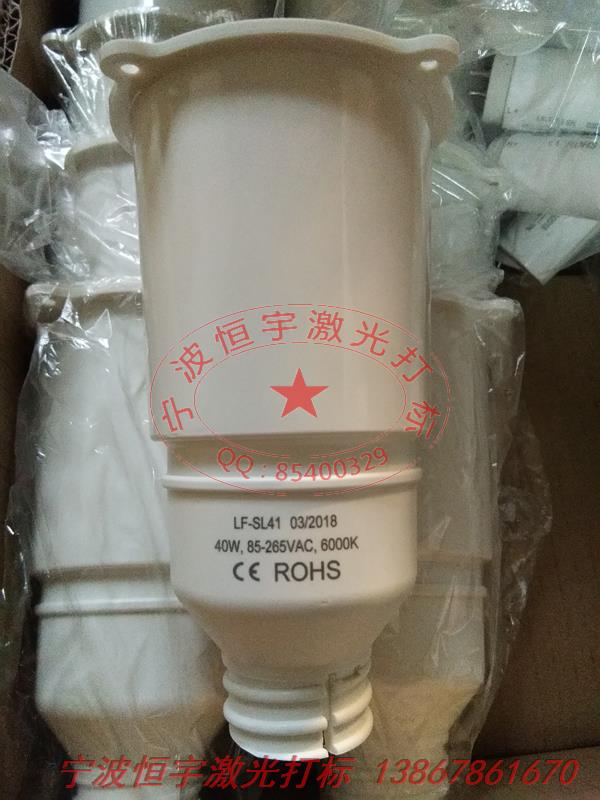 宁波恒宇激光打标
QQ:85400329
LF-SL41 03/2018
40W, 85-265VAC, 6000K
CE ROHS
宁波恒宇激光打标 13867861670